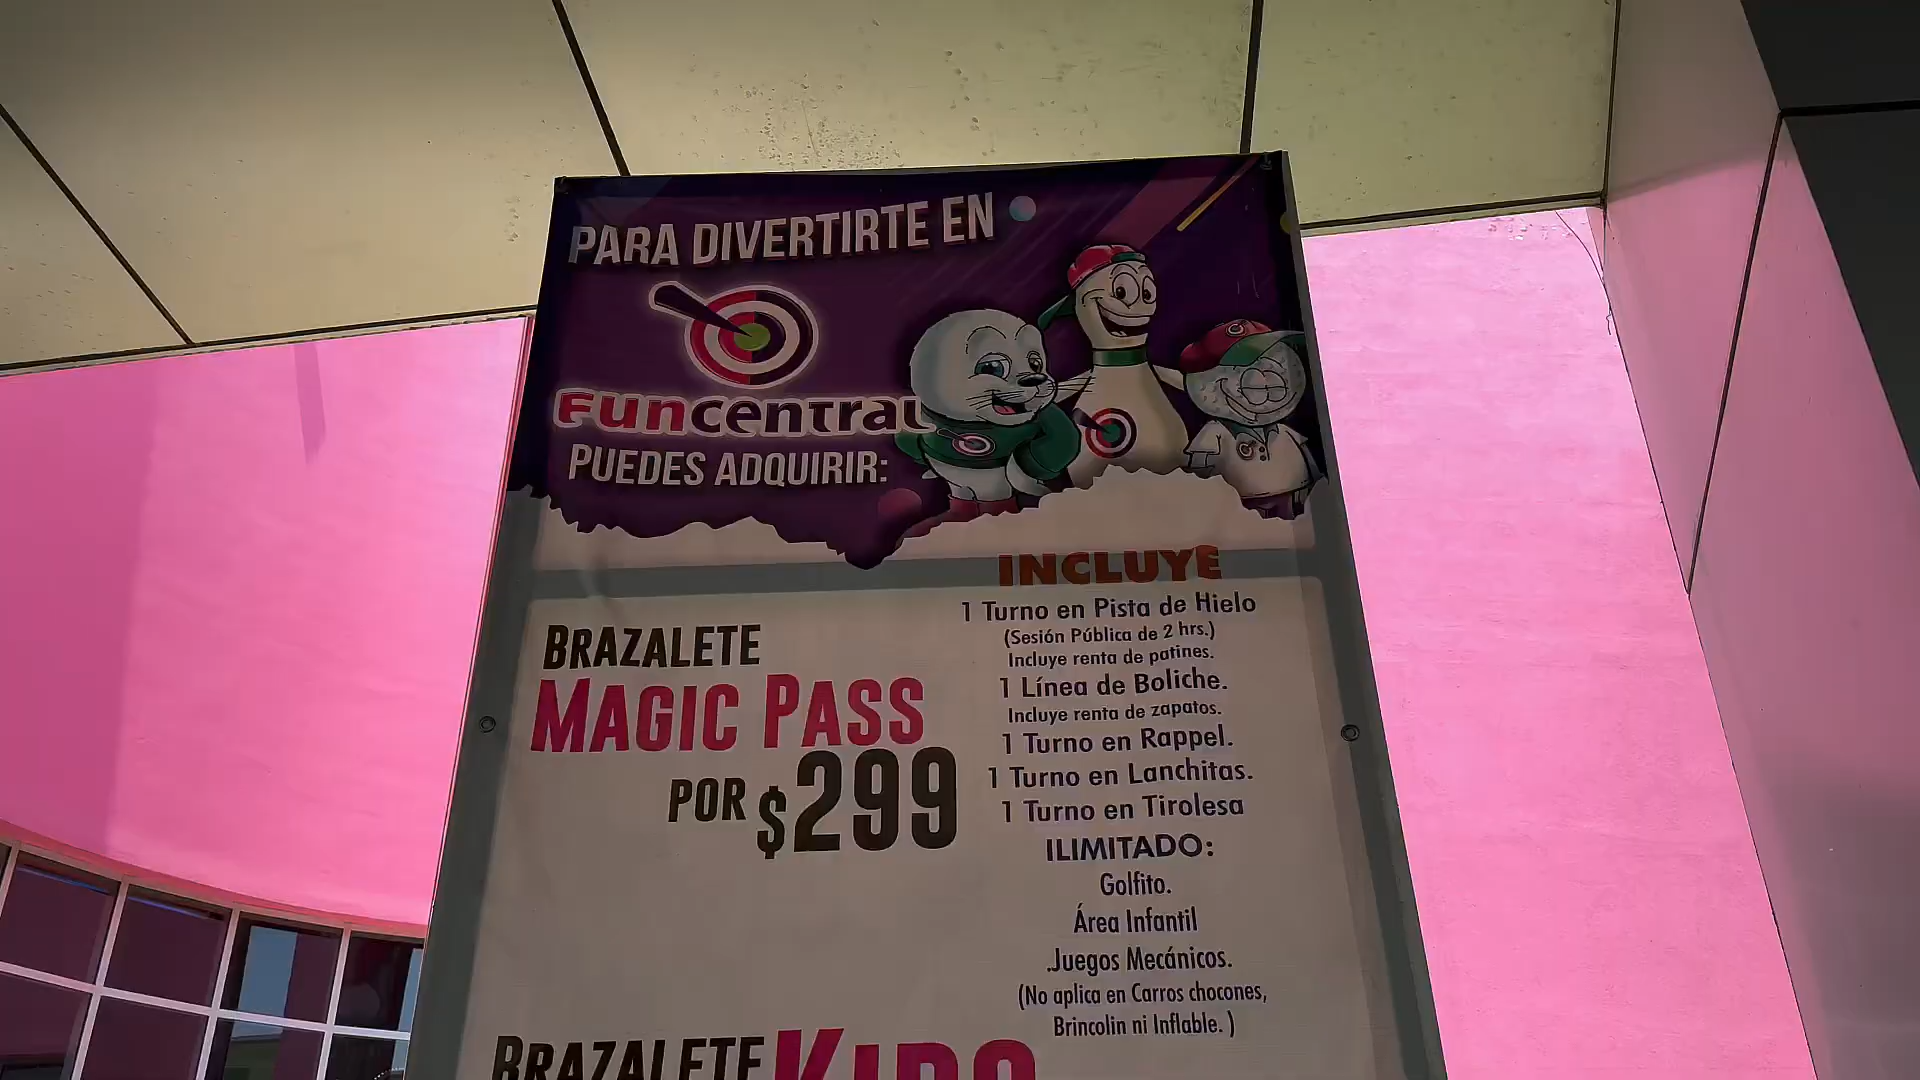 PARA DIVERTIRTE EN
FUNCENTRAL
PUEDES ADQUIRIR:
BRAZALETE
MAGIC PASS
POR $299
INCLUYE
1 Turno en Pista de Hielo
(Sesión Pública de 2 hrs.)
Incluye renta de patines.
1 Línea de Boliche.
Incluye renta de zapatos.
1 Turno en Rappel.
1 Turno en Lanchitas.
1 Turno en Tirolesa
ILIMITADO:
Golfito.
Área Infantil
.Juegos Mecánicos.
(No aplica en Carros chocones,
Brincolin ni Inflable. )
BRAZALETE KIDS